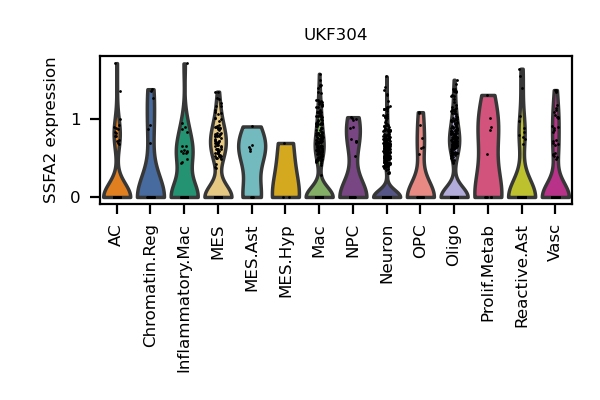 UKF304
SSFA2 expression
1
0
AC
Chromatin.Reg
Inflammatory.Mac
MES
MES.Ast
MES.Hyp
Mac
NPC
Neuron
OPC
Oligo
Prolif.Metab
Reactive.Ast
Vasc